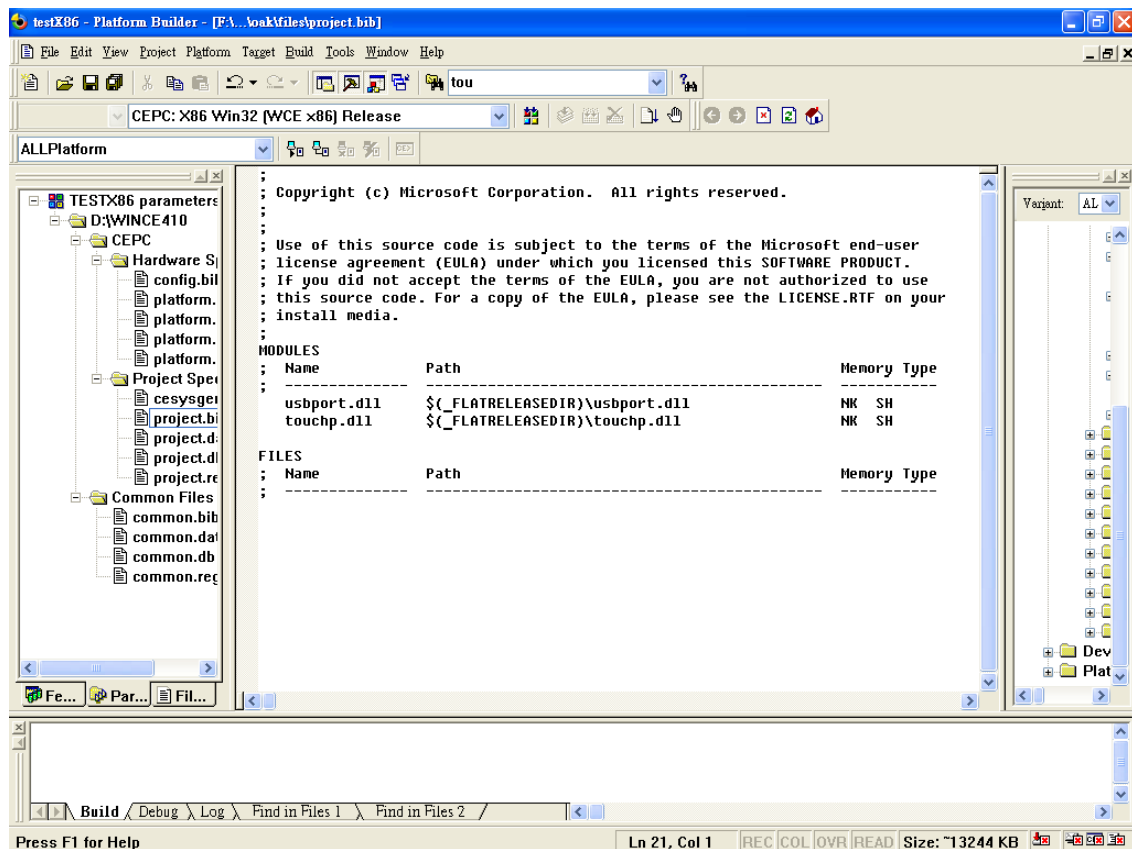 testX86 - Platform Builder - [F:\...\oak\files\project.bib]
File Edit View Project Platform Target Build Tools Window Help
tou
CEPC: X86 Win32 (WCE x86) Release
ALLPlatform
TESTX86 parameters
D:\WINCE410
CEPC
Hardware Sp
config.bil
platform.
platform.
platform.
platform.
Project Spec
cesysger
project.bi
project.d
project.dl
project.re
Common Files
common.bib
common.dat
common.db
common.reg
Fe... Par... Fil...
;
; Copyright (c) Microsoft Corporation.  All rights reserved.
;
;
; Use of this source code is subject to the terms of the Microsoft end-user
; license agreement (EULA) under which you licensed this SOFTWARE PRODUCT.
; If you did not accept the terms of the EULA, you are not authorized to use
; this source code. For a copy of the EULA, please see the LICENSE.RTF on your
; install media.
;
MODULES
;  Name            Path                                           Memory Type
;  --------------  ---------------------------------------------  -----------
usbport.dll     $(_FLATRELEASEDIR)\usbport.dll                 NK  SH
touchp.dll      $(_FLATRELEASEDIR)\touchp.dll                  NK  SH
FILES
;  Name            Path                                           Memory Type
;  --------------  ---------------------------------------------  -----------
Variant: AL
Dev
Plat
Build Debug Log Find in Files 1 Find in Files 2
Press F1 for Help Ln 21, Col 1 REC COL OVR READ Size: ~13244 KB